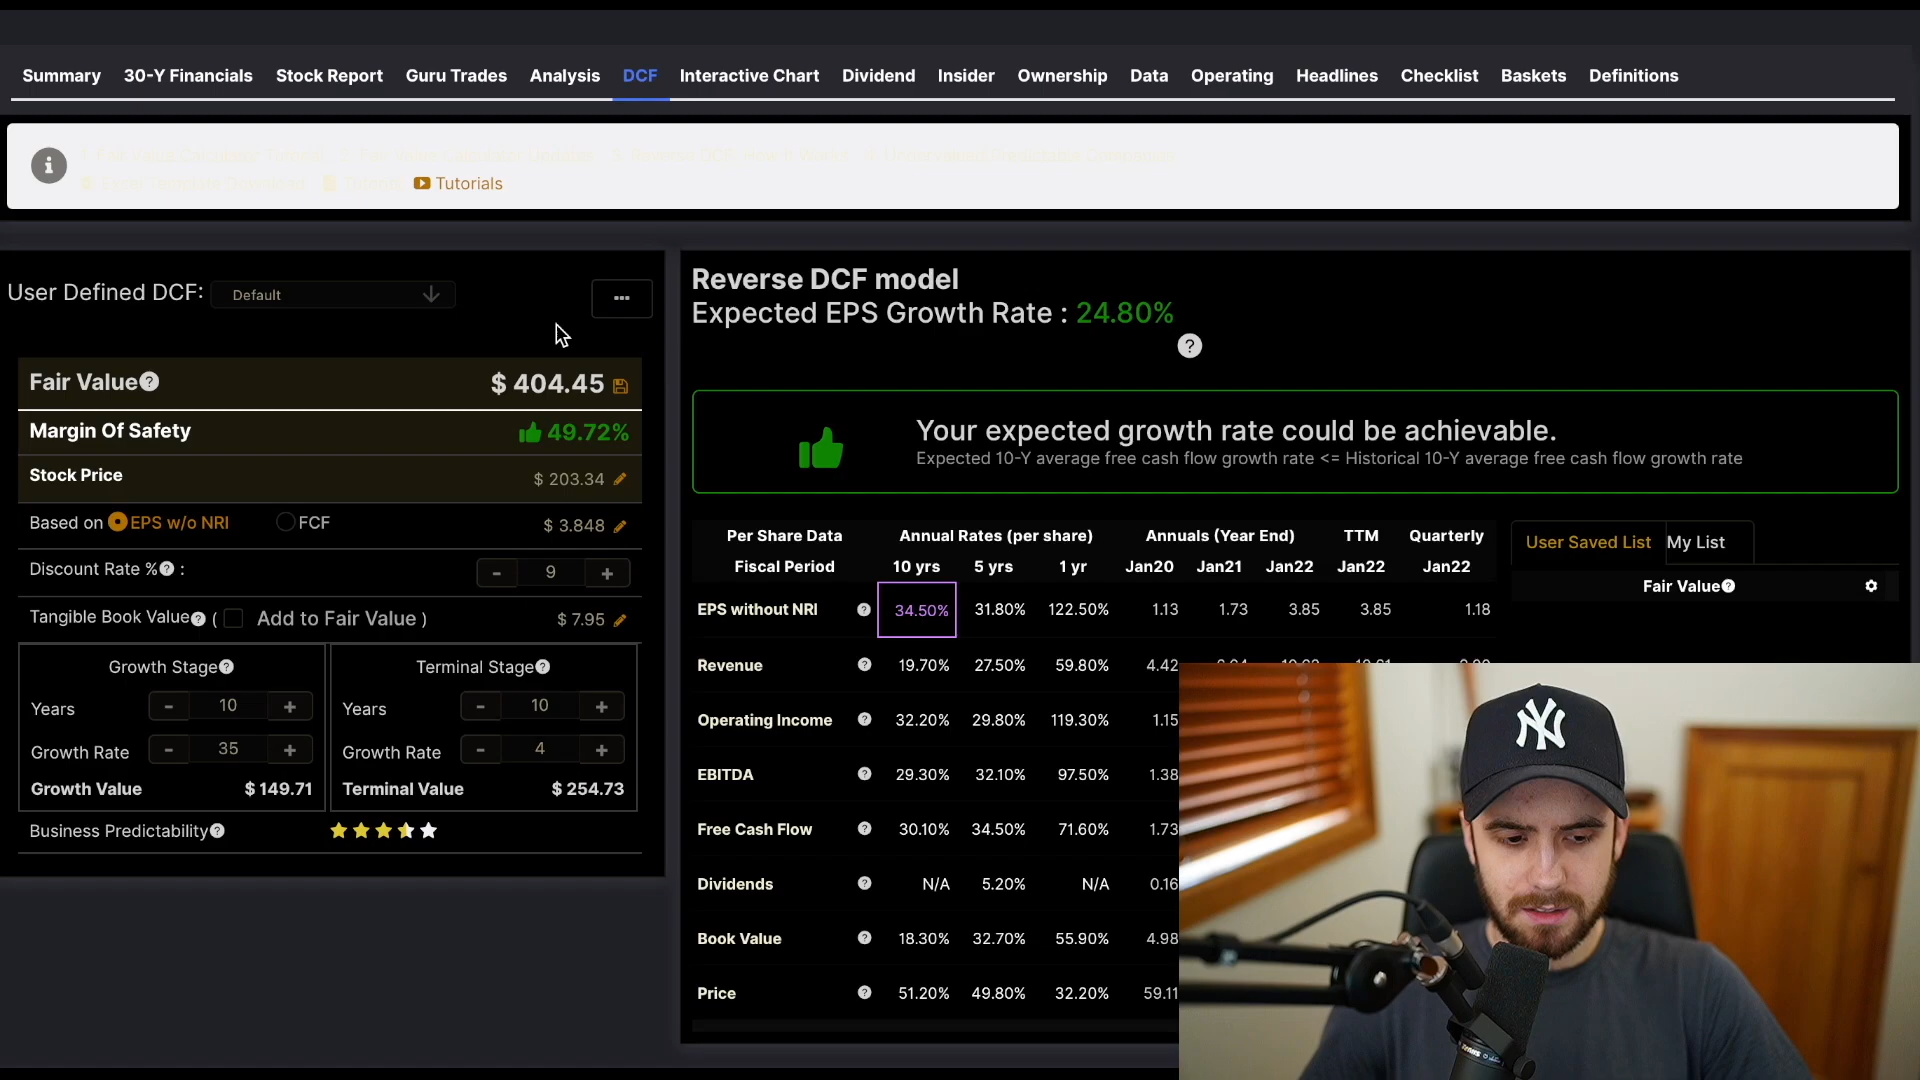 Summary 30-Y Financials Stock Report Guru Trades Analysis DCF Interactive Chart Dividend Insider Ownership Data Operating Headlines Checklist Baskets Definitions
Tutorials
User Defined DCF: Default ...
Fair Value $ 404.45
Margin Of Safety 49.72%
Stock Price $ 203.34
Based on EPS w/o NRI FCF $ 3.848
Discount Rate % : - 9 +
Tangible Book Value ( Add to Fair Value ) $ 7.95
Growth Stage
Years - 10 +
Growth Rate - 35 +
Growth Value $ 149.71
Terminal Stage
Years - 10 +
Growth Rate - 4 +
Terminal Value $ 254.73
Business Predictability
Reverse DCF model
Expected EPS Growth Rate : 24.80%
Your expected growth rate could be achievable.
Expected 10-Y average free cash flow growth rate <= Historical 10-Y average free cash flow growth rate
Per Share Data Annual Rates (per share) Annuals (Year End) TTM Quarterly
Fiscal Period 10 yrs 5 yrs 1 yr Jan20 Jan21 Jan22 Jan22 Jan22
EPS without NRI 34.50% 31.80% 122.50% 1.13 1.73 3.85 3.85 1.18
Revenue 19.70% 27.50% 59.80% 4.42
Operating Income 32.20% 29.80% 119.30% 1.15
EBITDA 29.30% 32.10% 97.50% 1.38
Free Cash Flow 30.10% 34.50% 71.60% 1.73
Dividends N/A 5.20% N/A 0.16
Book Value 18.30% 32.70% 55.90% 4.98
Price 51.20% 49.80% 32.20% 59.11
User Saved List My List
Fair Value
NY